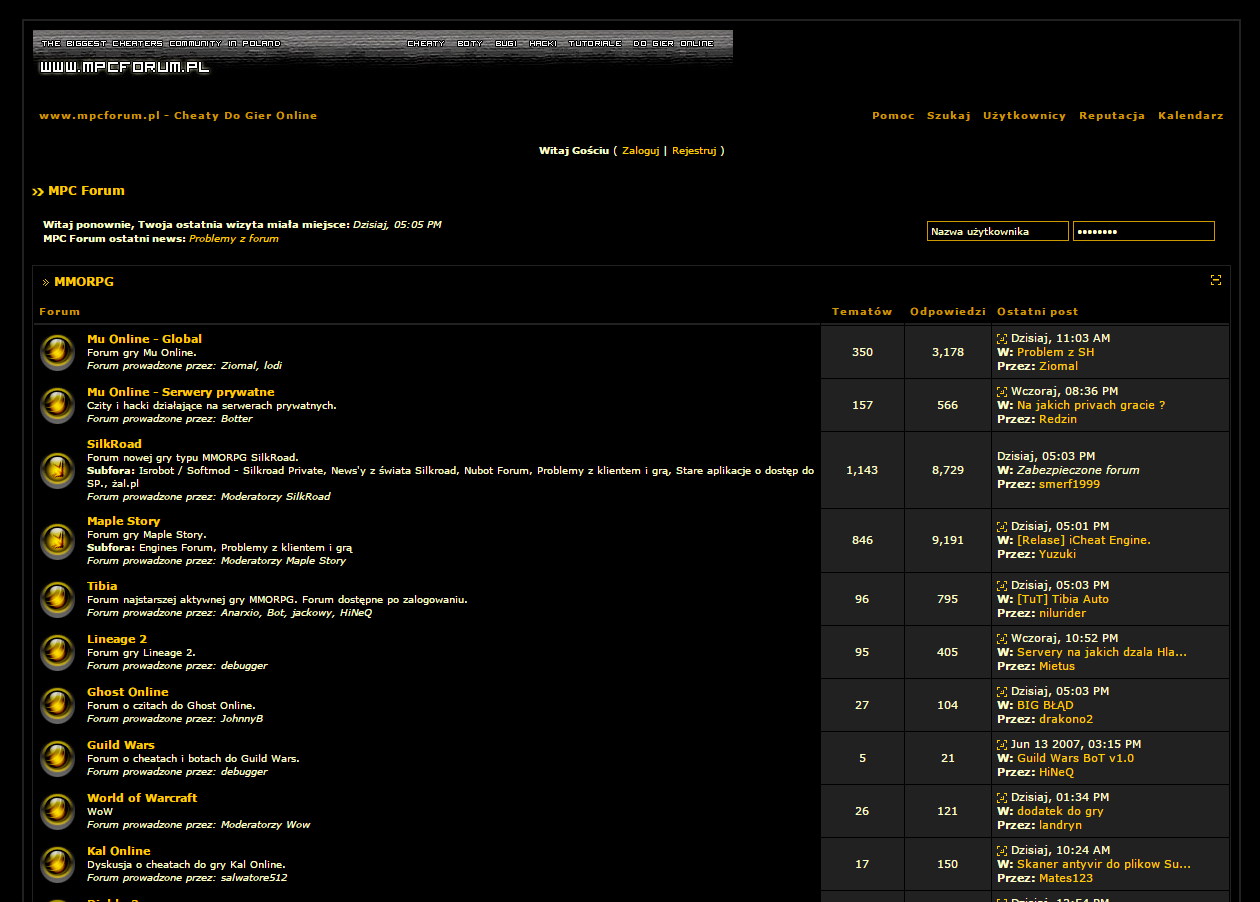 THE BIGGEST CHEATERS COMMUNITY IN POLAND CHEATY BOTY BUGI HACKI TUTORIALE DO GIER ONLINE
WWW.MPCFORUM.PL
www.mpcforum.pl - Cheaty Do Gier Online Pomoc Szukaj Użytkownicy Reputacja Kalendarz
Witaj Gościu ( Zaloguj | Rejestruj )
MPC Forum
Witaj ponownie, Twoja ostatnia wizyta miała miejsce: Dzisiaj, 05:05 PM
MPC Forum ostatni news: Problemy z forum
Nazwa użytkownika ••••••••
MMORPG
Forum Tematów Odpowiedzi Ostatni post
Mu Online - Global
Forum gry Mu Online.
Forum prowadzone przez: Ziomal, lodi
350 3,178
Dzisiaj, 11:03 AM
W: Problem z SH
Przez: Ziomal
Mu Online - Serwery prywatne
Czity i hacki działające na serwerach prywatnych.
Forum prowadzone przez: Botter
157 566
Wczoraj, 08:36 PM
W: Na jakich privach gracie ?
Przez: Redzin
SilkRoad
Forum nowej gry typu MMORPG SilkRoad.
Subfora: Isrobot / Softmod - Silkroad Private, News'y z świata Silkroad, Nubot Forum, Problemy z klientem i grą, Stare aplikacje o dostęp do
SP., żal.pl
Forum prowadzone przez: Moderatorzy SilkRoad
1,143 8,729
Dzisiaj, 05:03 PM
W: Zabezpieczone forum
Przez: smerf1999
Maple Story
Forum gry Maple Story.
Subfora: Engines Forum, Problemy z klientem i grą
Forum prowadzone przez: Moderatorzy Maple Story
846 9,191
Dzisiaj, 05:01 PM
W: [Relase] iCheat Engine.
Przez: Yuzuki
Tibia
Forum najstarszej aktywnej gry MMORPG. Forum dostępne po zalogowaniu.
Forum prowadzone przez: Anarxio, Bot, jackowy, HiNeQ
96 795
Dzisiaj, 05:03 PM
W: [TuT] Tibia Auto
Przez: nilurider
Lineage 2
Forum gry Lineage 2.
Forum prowadzone przez: debugger
95 405
Wczoraj, 10:52 PM
W: Servery na jakich dzala Hla...
Przez: Mietus
Ghost Online
Forum o czitach do Ghost Online.
Forum prowadzone przez: JohnnyB
27 104
Dzisiaj, 05:03 PM
W: BIG BŁĄD
Przez: drakono2
Guild Wars
Forum o cheatach i botach do Guild Wars.
Forum prowadzone przez: debugger
5 21
Jun 13 2007, 03:15 PM
W: Guild Wars BoT v1.0
Przez: HiNeQ
World of Warcraft
WoW
Forum prowadzone przez: Moderatorzy Wow
26 121
Dzisiaj, 01:34 PM
W: dodatek do gry
Przez: landryn
Kal Online
Dyskusja o cheatach do gry Kal Online.
Forum prowadzone przez: salwatore512
17 150
Dzisiaj, 10:24 AM
W: Skaner antyvir do plikow Su...
Przez: Mates123